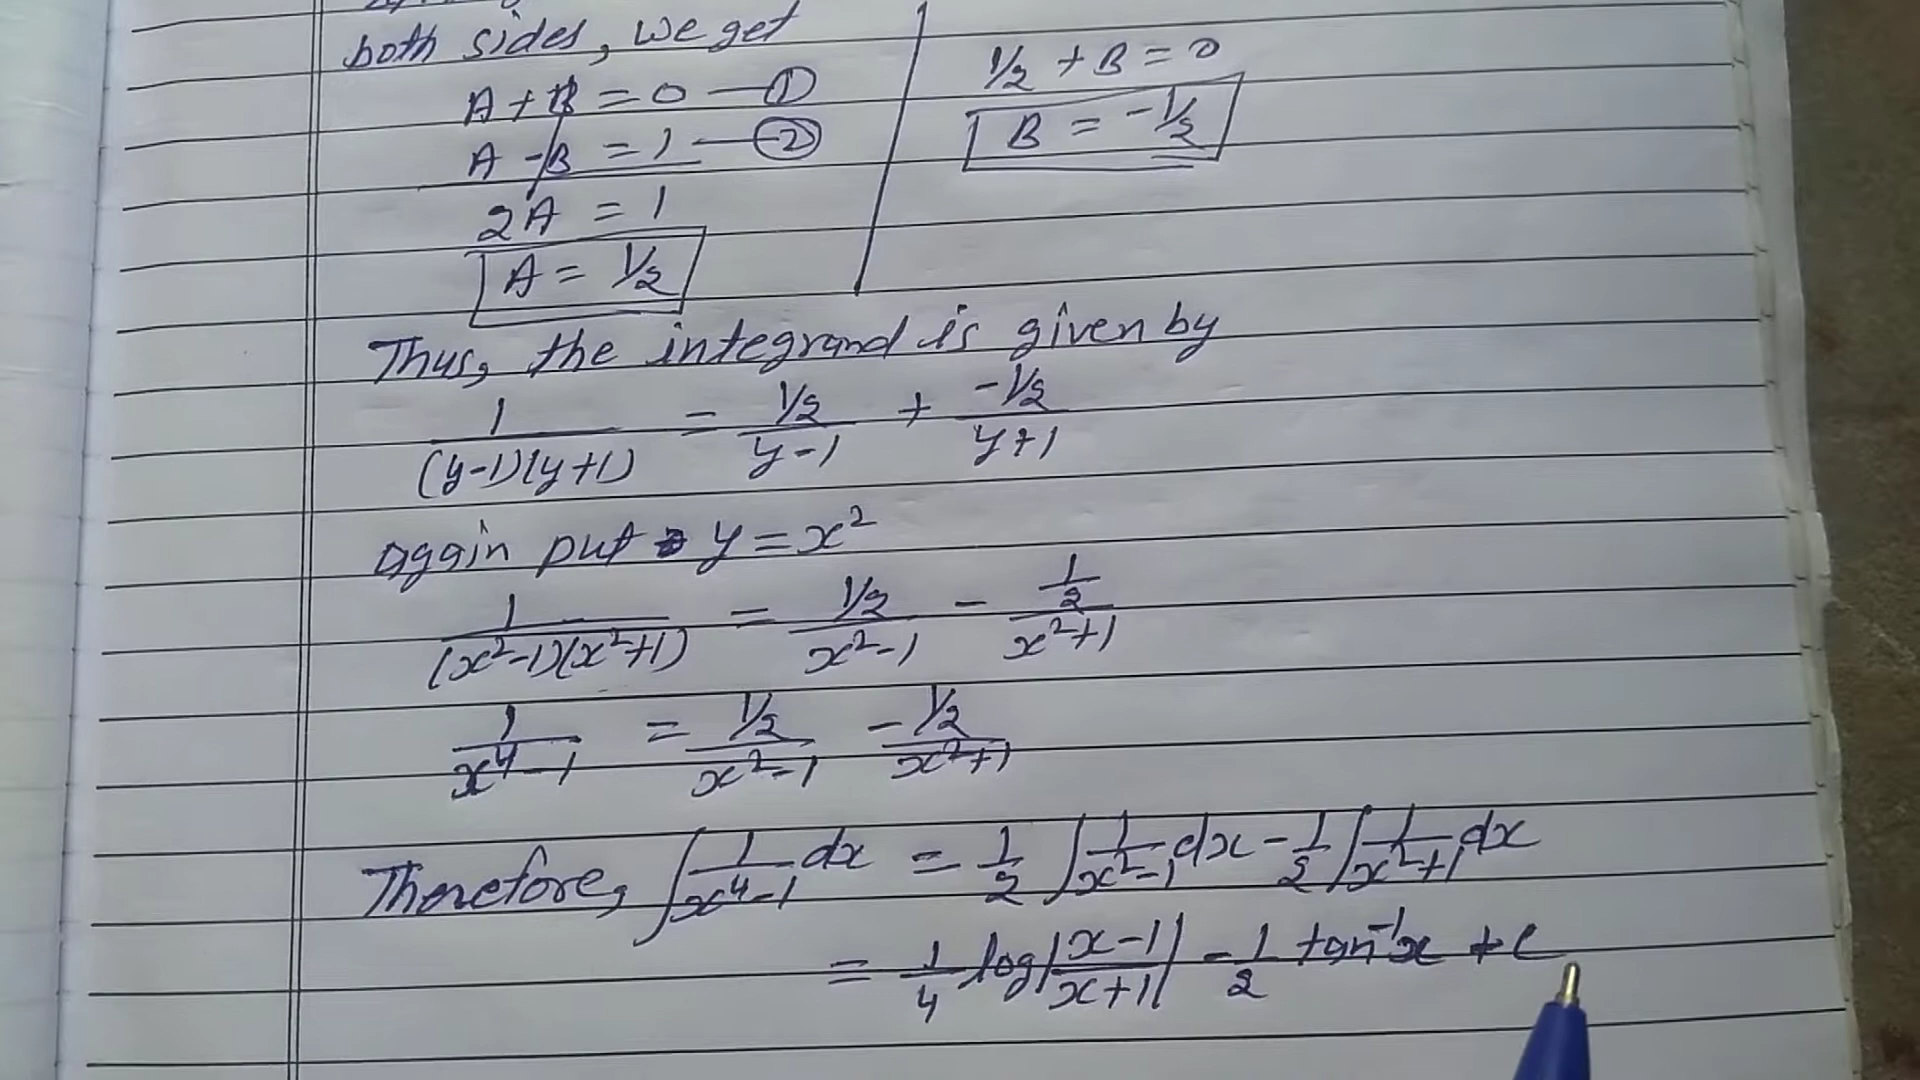 both sides, we get
A + B = 0 — ①
A - B = 1 — ②
2A = 1
A = 1/2
1/2 + B = 0
B = -1/2
Thus, the integrand is given by
1/((y-1)(y+1)) = (1/2)/(y-1) + (-1/2)/(y+1)
again put y = x²
1/((x²-1)(x²+1)) = (1/2)/(x²-1) - (1/2)/(x²+1)
1/(x⁴-1) = (1/2)/(x²-1) - (1/2)/(x²+1)
Therefore, ∫ 1/(x⁴-1) dx = 1/2 ∫ 1/(x²-1) dx - 1/2 ∫ 1/(x²+1) dx
= 1/4 log |(x-1)/(x+1)| - 1/2 tan⁻¹x + c